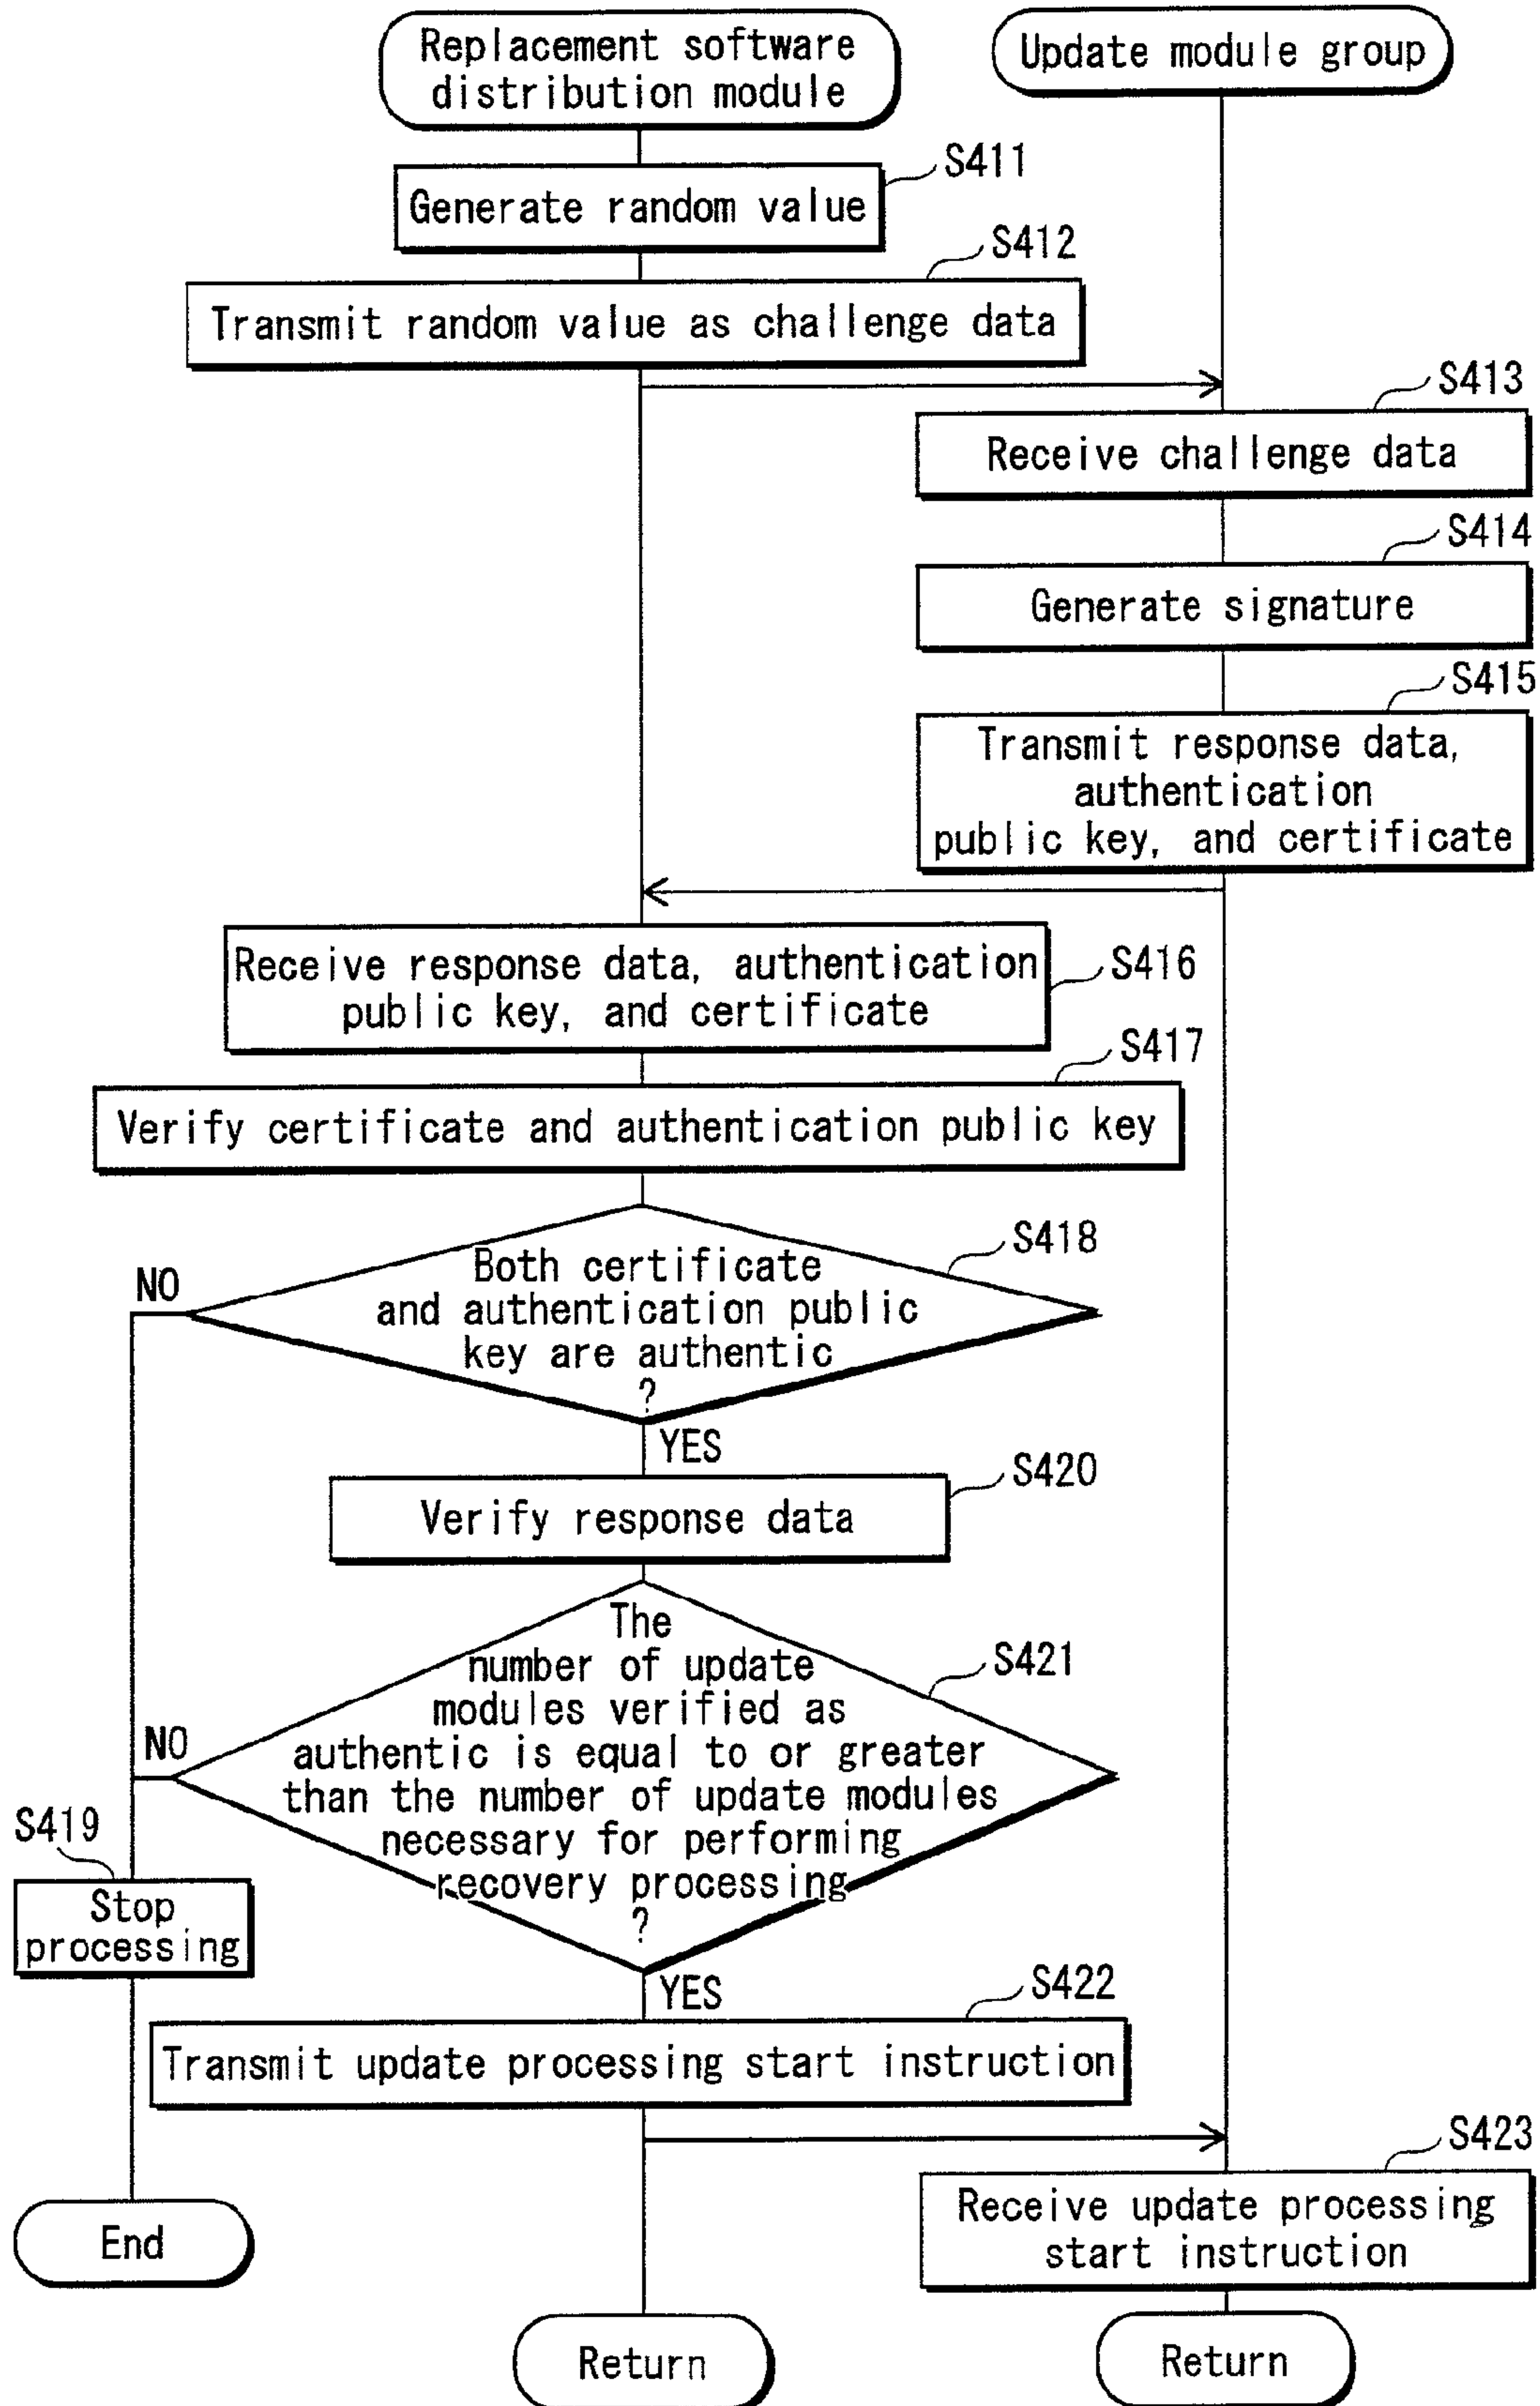 Replacement software
distribution module
Update module group
S411
Generate random value
S412
Transmit random value as challenge data
S413
Receive challenge data
S414
Generate signature
S415
Transmit response data,
authentication
public key, and certificate
Receive response data, authentication
public key, and certificate
S416
S417
Verify certificate and authentication public key
S418
NO
Both certificate
and authentication public
key are authentic
?
YES
S420
Verify response data
S421
NO
The
number of update
modules verified as
authentic is equal to or greater
than the number of update modules
necessary for performing
recovery processing
?
S419
Stop
processing
YES
S422
Transmit update processing start instruction
S423
Receive update processing
start instruction
End
Return
Return